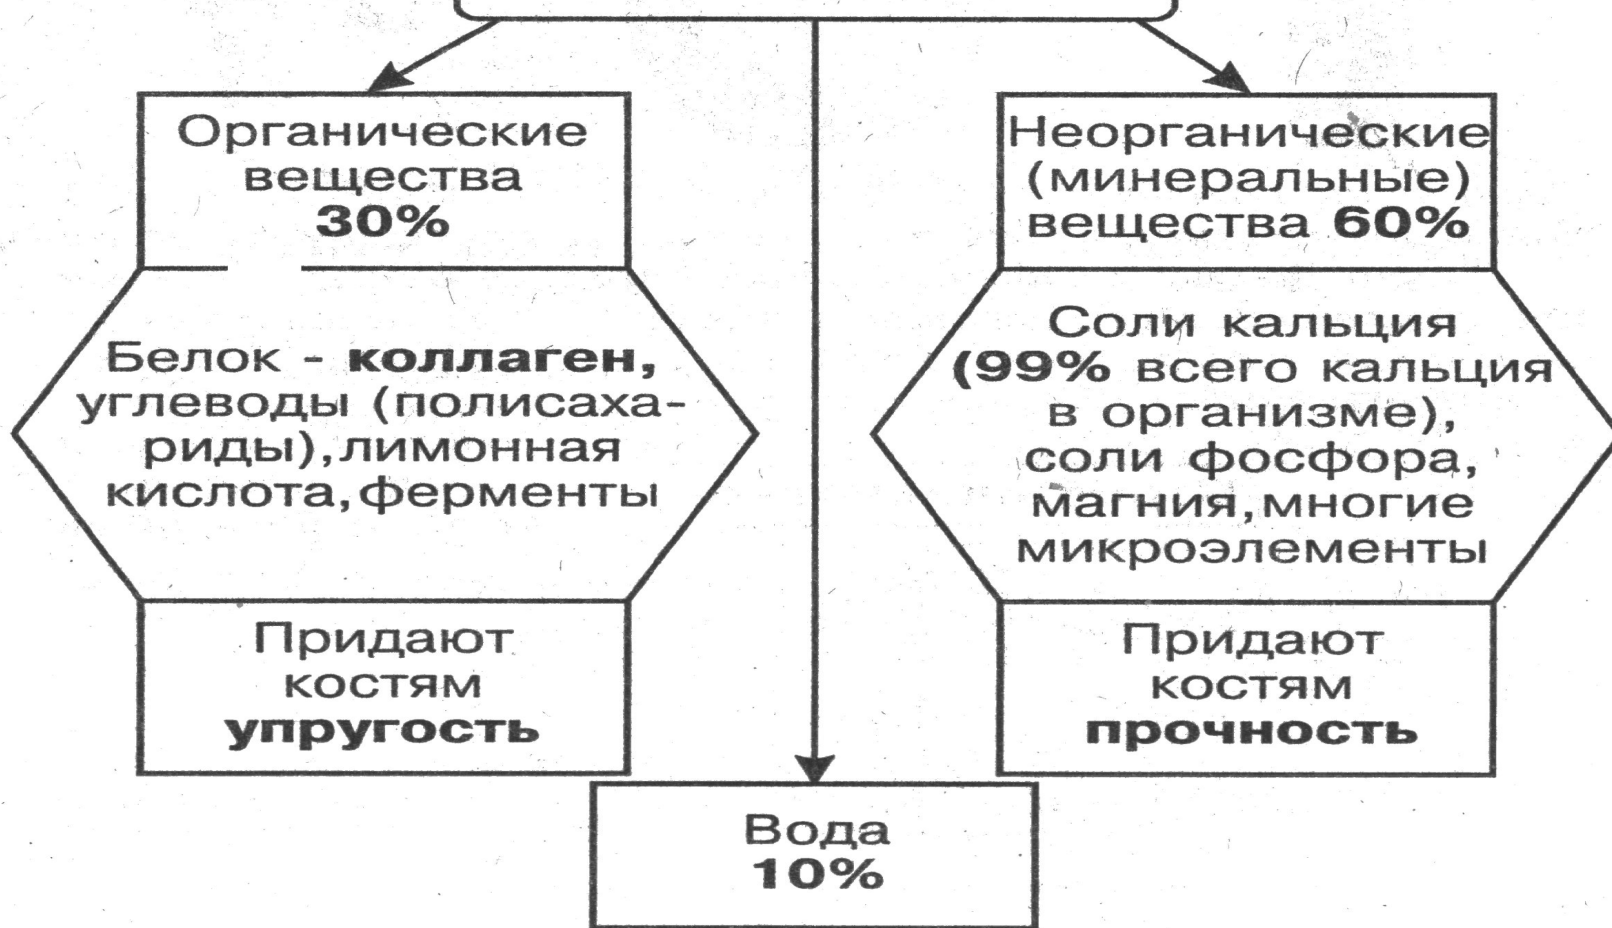 Органические
вещества
30%
Неорганические
(минеральные)
вещества 60%
Белок - коллаген,
углеводы (полисаха-
риды), лимонная
кислота, ферменты
Соли кальция
(99% всего кальция
в организме),
соли фосфора,
магния, многие
микроэлементы
Придают
костям
упругость
Придают
костям
прочность
Вода
10%